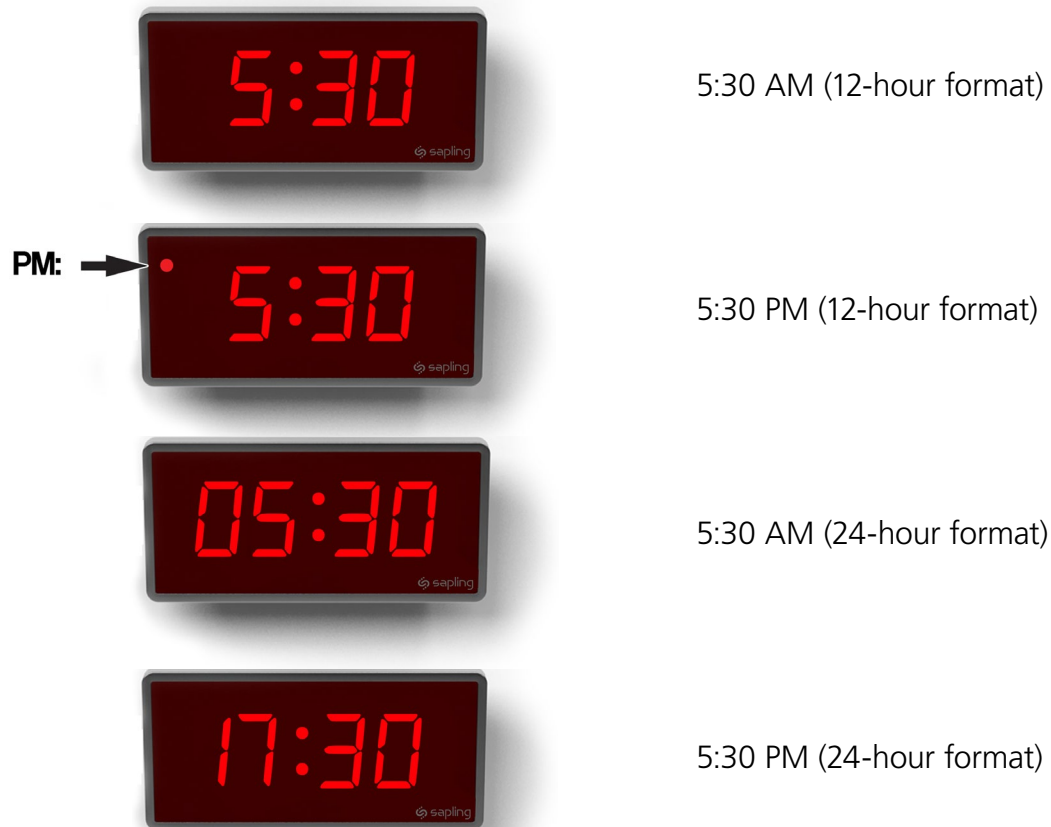 5:30
sapling
5:30 AM (12-hour format)
PM:
5:30
sapling
5:30 PM (12-hour format)
05:30
sapling
5:30 AM (24-hour format)
17:30
sapling
5:30 PM (24-hour format)